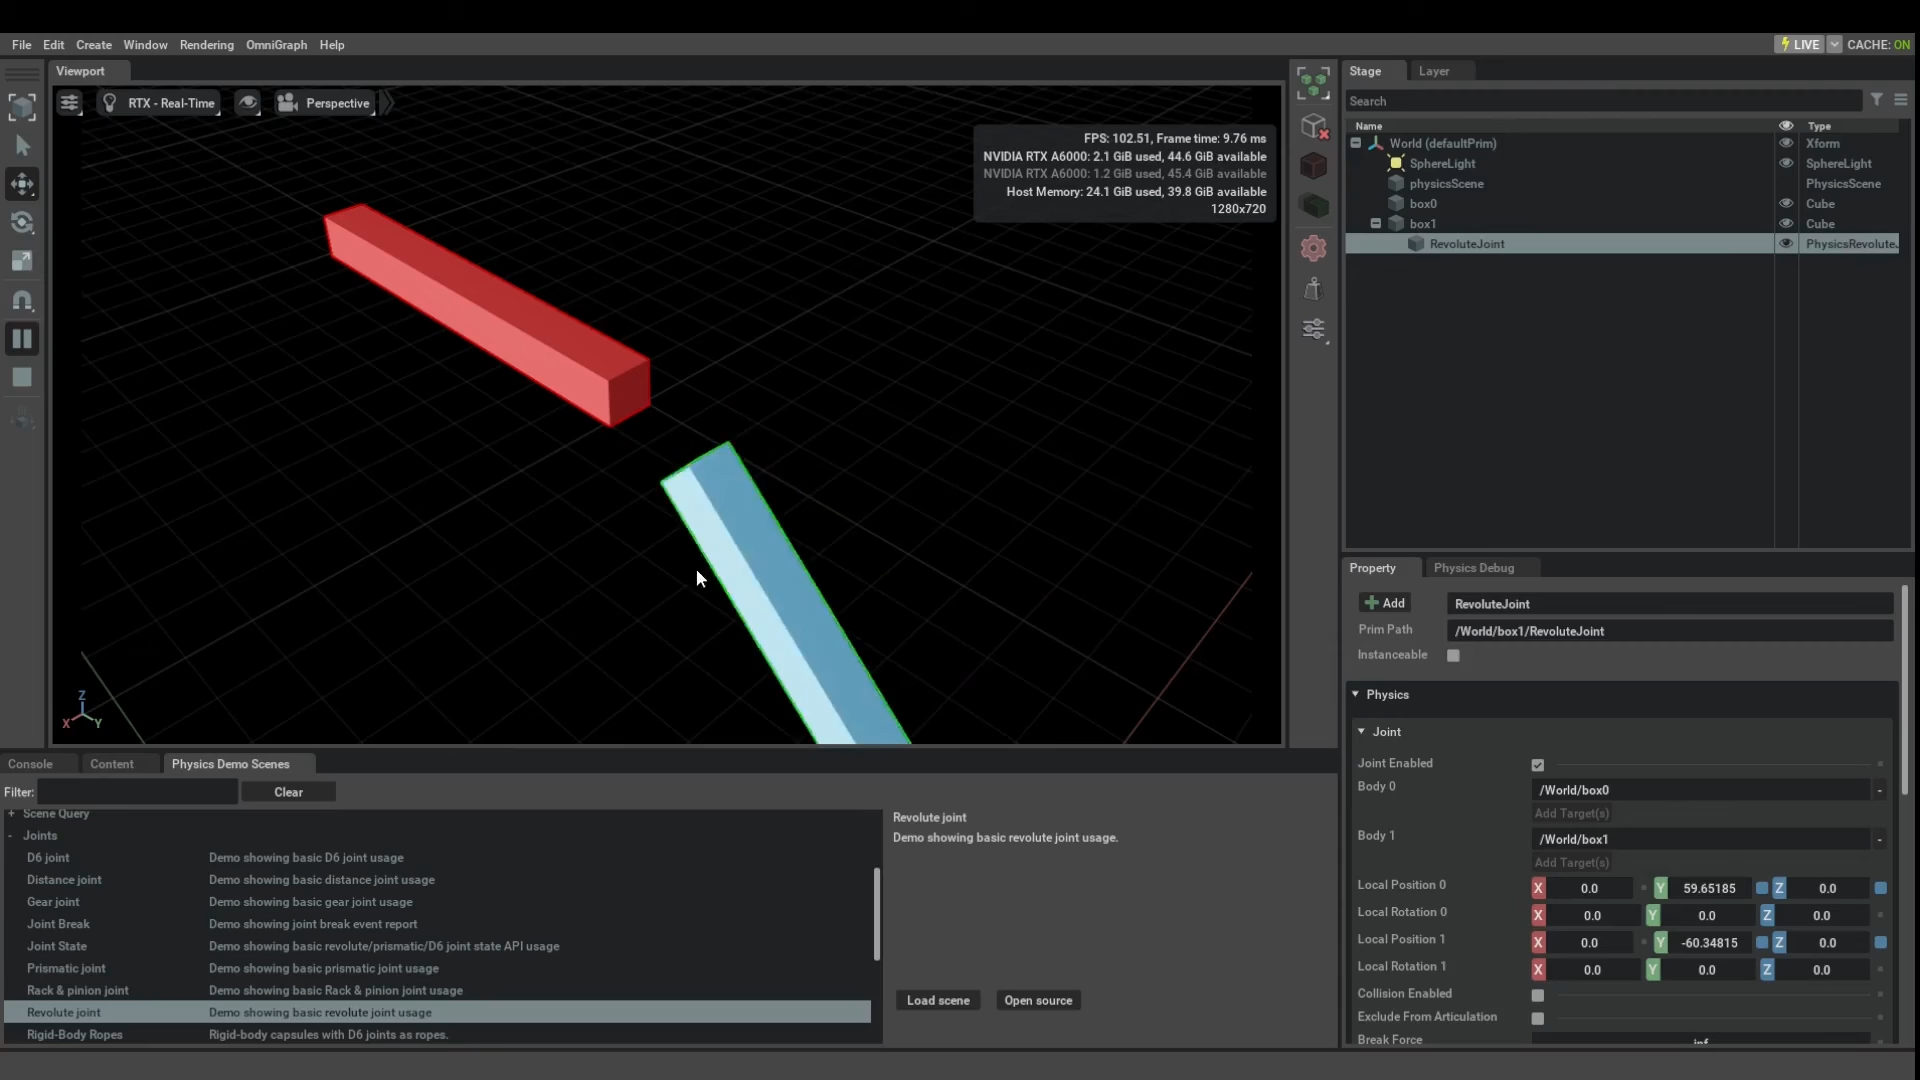 File Edit Create Window Rendering OmniGraph Help
LIVE CACHE: ON
Viewport
RTX - Real-Time Perspective
FPS: 102.51, Frame time: 9.76 ms
NVIDIA RTX A6000: 2.1 GiB used, 44.6 GiB available
NVIDIA RTX A6000: 1.2 GiB used, 45.4 GiB available
Host Memory: 24.1 GiB used, 39.8 GiB available
1280x720
Z
X Y
Stage Layer
Search
Name Type
World (defaultPrim) Xform
SphereLight SphereLight
physicsScene PhysicsScene
box0 Cube
box1 Cube
RevoluteJoint PhysicsRevolute.
Property Physics Debug
Add RevoluteJoint
Prim Path /World/box1/RevoluteJoint
Instanceable
Physics
Joint
Joint Enabled
Body 0 /World/box0 -
Add Target(s)
Body 1 /World/box1 -
Add Target(s)
Local Position 0 X 0.0 Y 59.65185 Z 0.0
Local Rotation 0 X 0.0 Y 0.0 Z 0.0
Local Position 1 X 0.0 Y -60.34815 Z 0.0
Local Rotation 1 X 0.0 Y 0.0 Z 0.0
Collision Enabled
Exclude From Articulation
Break Force inf
Console Content Physics Demo Scenes
Filter: Clear
+ Scene Query
- Joints
D6 joint Demo showing basic D6 joint usage
Distance joint Demo showing basic distance joint usage
Gear joint Demo showing basic gear joint usage
Joint Break Demo showing joint break event report
Joint State Demo showing basic revolute/prismatic/D6 joint state API usage
Prismatic joint Demo showing basic prismatic joint usage
Rack & pinion joint Demo showing basic Rack & pinion joint usage
Revolute joint Demo showing basic revolute joint usage
Rigid-Body Ropes Rigid-body capsules with D6 joints as ropes.
Revolute joint
Demo showing basic revolute joint usage.
Load scene Open source